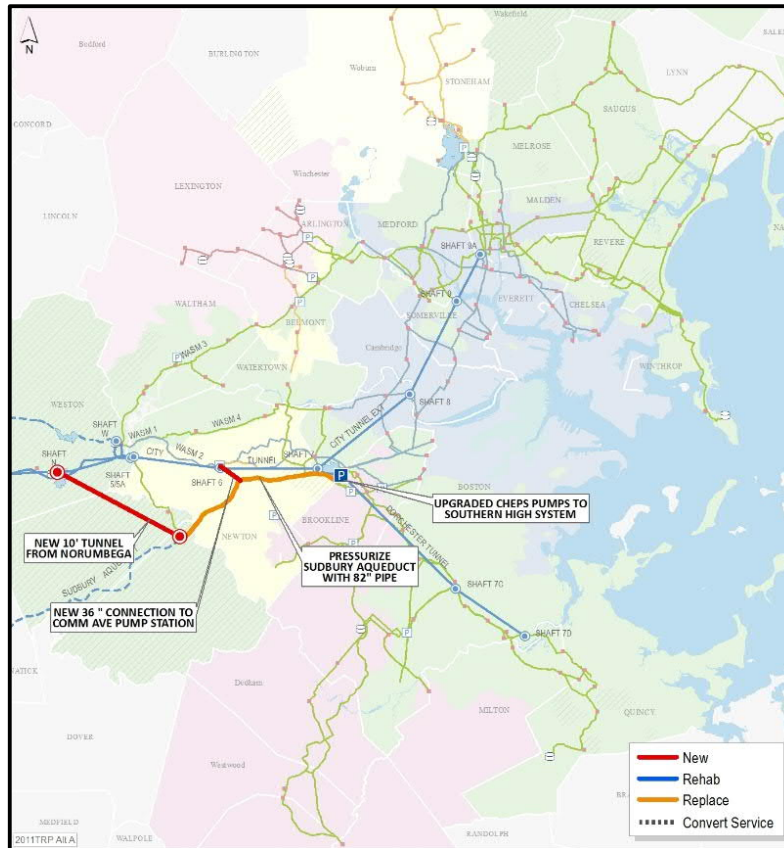 N
Bedford
BURLINGTON
Woburn
STONEHAM
Wakefield
LYNN
SAUGUS
CONCORD
MELROSE
LEXINGTON
Winchester
MALDEN
LINCOLN
ARLINGTON
MEDFORD
REVERE
SHAFT 9A
SHAFT 9
EVERETT
CHELSEA
SOMERVILLE
WALTHAM
BELMONT
Cambridge
WINTHROP
WASM 3
WATERTOWN
WESTON
SHAFT 8
SHAFT W
WASM 1
WASM 4
CITY TUNNEL EXT
SHAFT N
CITY
WASM 2
TUNNEL
SHAFT 7
SHAFT 5/5A
SHAFT 6
P
BOSTON
UPGRADED CHEPS PUMPS TO
SOUTHERN HIGH SYSTEM
BROOKLINE
NEWTON
NEW 10' TUNNEL
FROM NORUMBEGA
PRESSURIZE
SUDBURY AQUEDUCT
WITH 82" PIPE
DORCHESTER TUNNEL
NEW 36 " CONNECTION TO
COMM AVE PUMP STATION
SUDBURY
SHAFT 7C
SHAFT 7D
NATICK
Dedham
MILTON
QUINCY
DOVER
Westwood
New
Rehab
Replace
Convert Service
MEDFIELD
WALPOLE
RANDOLPH
2011TRP Alt A